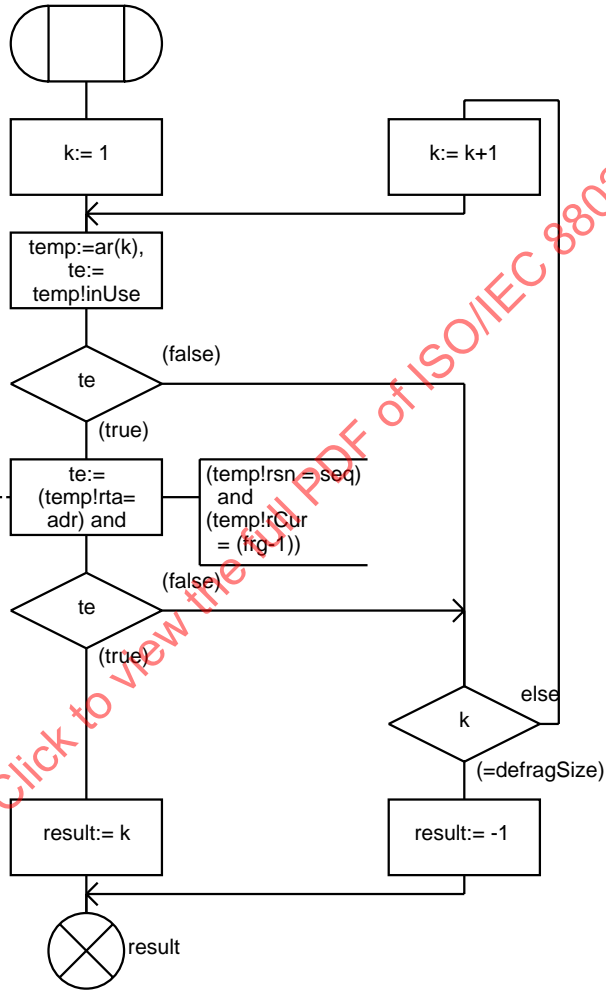 k:= 1
k:= k+1
temp:=ar(k),
te:=
temp!inUse
te
(false)
(true)
te:=
(temp!rta=
adr) and
(temp!rsn = seq)
and
(temp!rCur
= (frg-1))
te
(false)
(true)
k
else
(=defragSize)
result:= k
result:= -1
result
Click to view the full PDF of ISO/IEC 8802